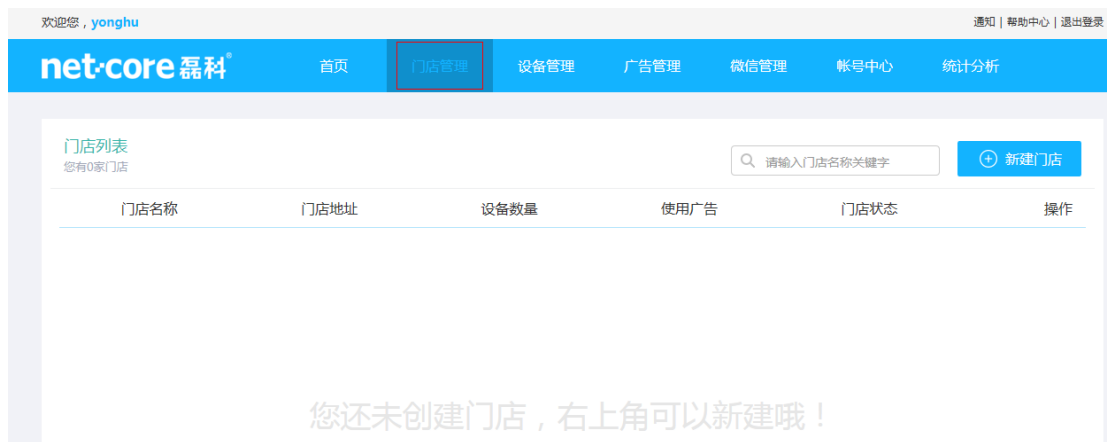 欢迎您，yonghu 通知 | 帮助中心 | 退出登录
net·core磊科® 首页 门店管理 设备管理 广告管理 微信管理 帐号中心 统计分析
门店列表
您有0家门店
请输入门店名称关键字 新建门店
门店名称 门店地址 设备数量 使用广告 门店状态 操作
您还未创建门店，右上角可以新建哦！